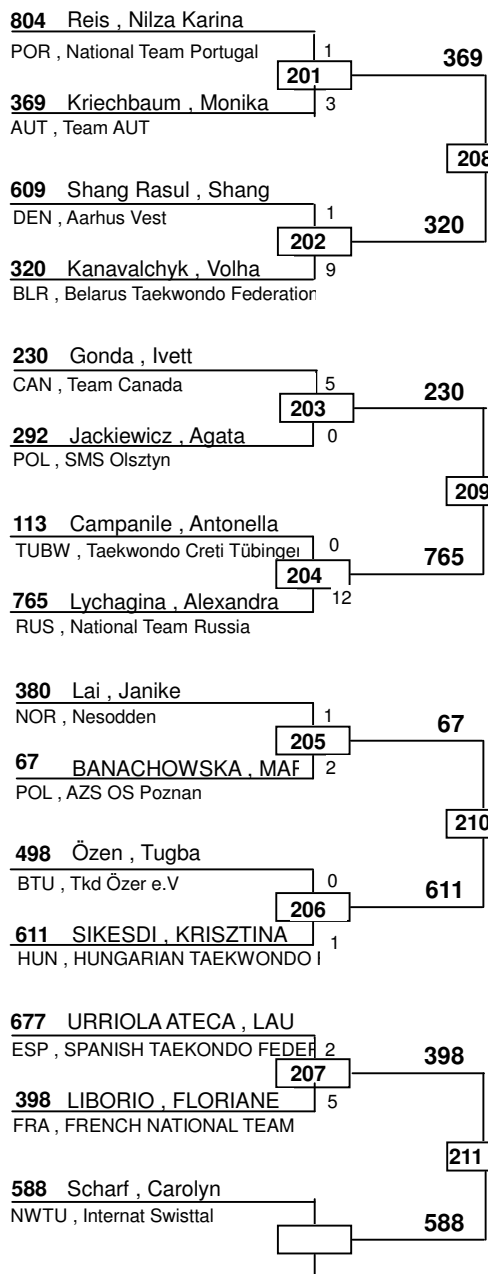 804 Reis , Nilza Karina
POR , National Team Portugal 1
201
369
369 Kriechbaum , Monika 3
AUT , Team AUT
208
609 Shang Rasul , Shang
DEN , Aarhus Vest 1
202
320
320 Kanavalchyk , Volha 9
BLR , Belarus Taekwondo Federation
230 Gonda , Ivett
CAN , Team Canada 5
203
230
292 Jackiewicz , Agata 0
POL , SMS Olsztyn
209
113 Campanile , Antonella
TUBW , Taekwondo Creti Tübingen 0
204
765
765 Lychagina , Alexandra 12
RUS , National Team Russia
380 Lai , Janike
NOR , Nesodden 1
205
67
67 BANACHOWSKA , MAR 2
POL , AZS OS Poznan
210
498 Özen , Tugba
BTU , Tkd Özer e.V 0
206
611
611 SIKESDI , KRISZTINA 1
HUN , HUNGARIAN TAEKWONDO
677 URRIOLA ATECA , LAU
ESP , SPANISH TAEKONDO FEDER 2
207
398
398 LIBORIO , FLORIANE 5
FRA , FRENCH NATIONAL TEAM
211
588 Scharf , Carolyn
NWTU , Internat Swisttal
588